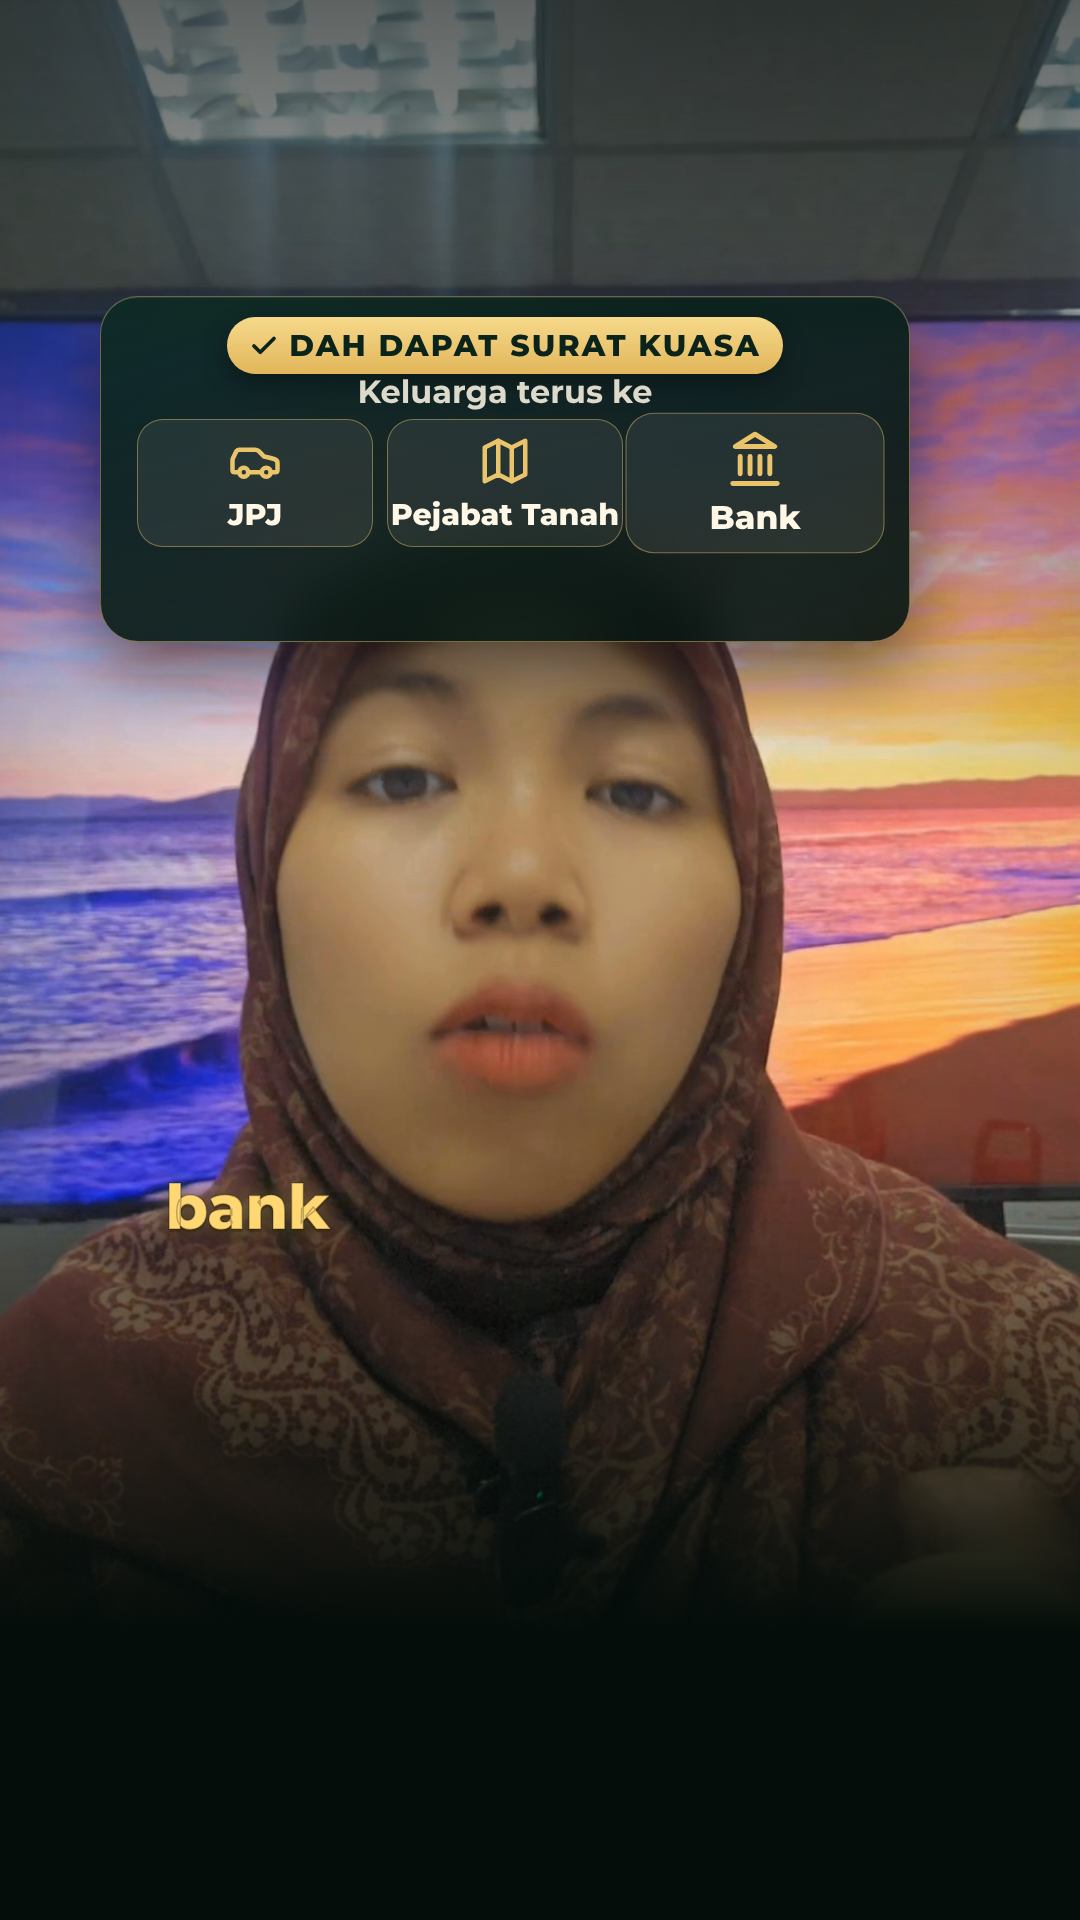 DAH DAPAT SURAT KUASA
Keluarga terus ke
JPJ
Pejabat Tanah
Bank
bank